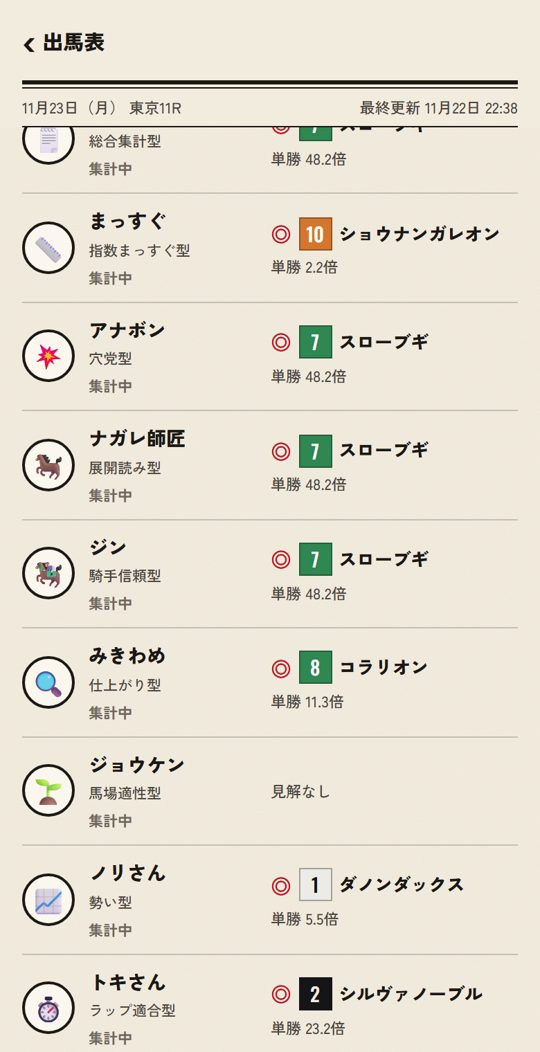 出馬表
11月23日（月） 東京11R 最終更新 11月22日 22:38
総合集計型
集計中
7 スローブギ
単勝 48.2倍
まっすぐ
指数まっすぐ型
集計中
◎ 10 ショウナンガレオン
単勝 2.2倍
アナボン
穴党型
集計中
◎ 7 スローブギ
単勝 48.2倍
ナガレ師匠
展開読み型
集計中
◎ 7 スローブギ
単勝 48.2倍
ジン
騎手信頼型
集計中
◎ 7 スローブギ
単勝 48.2倍
みきわめ
仕上がり型
集計中
◎ 8 コラリオン
単勝 11.3倍
ジョウケン
馬場適性型
集計中
見解なし
ノリさん
勢い型
集計中
◎ 1 ダノンダックス
単勝 5.5倍
トキさん
ラップ適合型
集計中
◎ 2 シルヴァノーブル
単勝 23.2倍